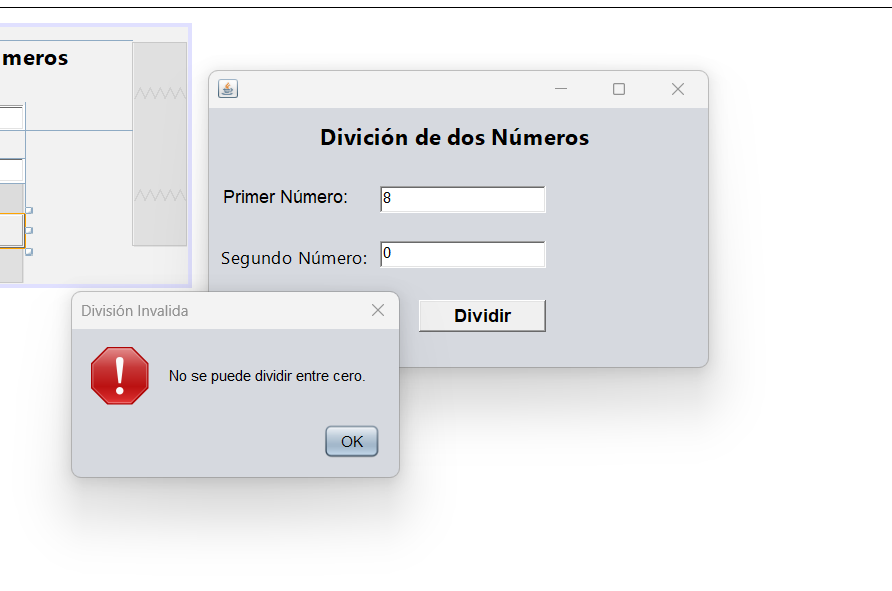 meros
Divición de dos Números
Primer Número:
8
Segundo Número:
0
Dividir
División Invalida
No se puede dividir entre cero.
OK